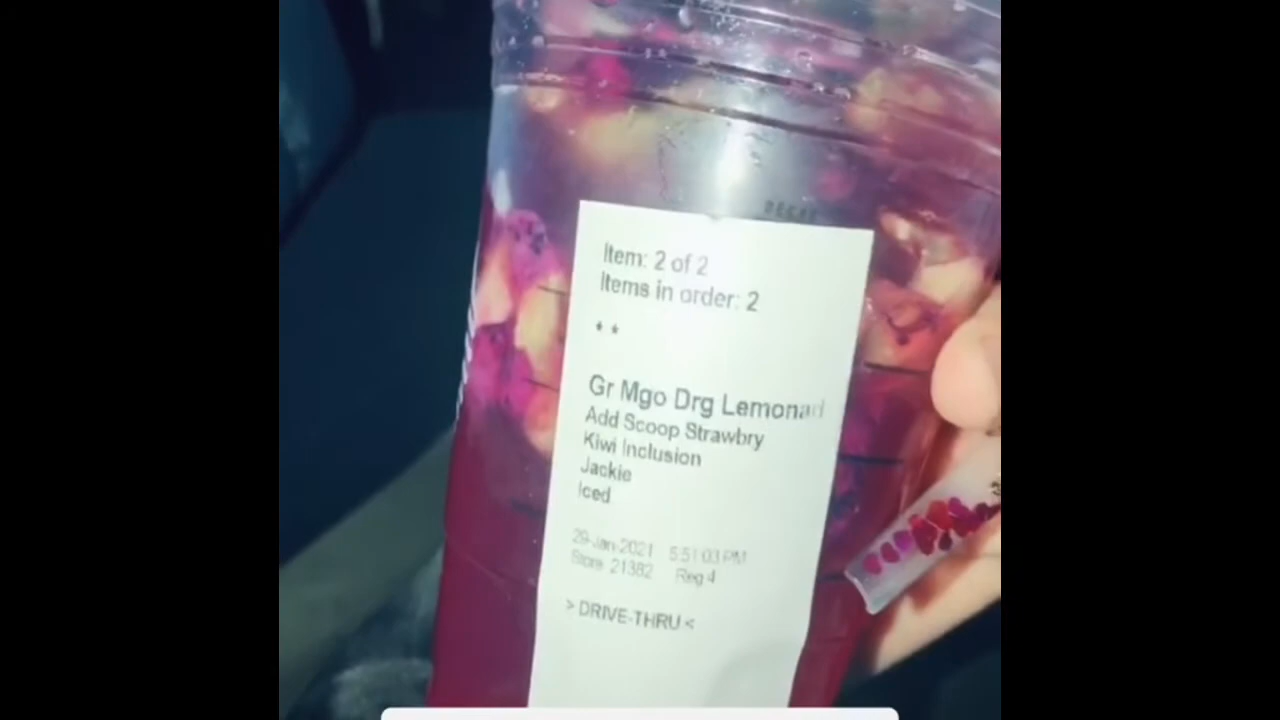 DECAF
Item: 2 of 2
Items in order: 2
* *
Gr Mgo Drg Lemonad
Add Scoop Strawbry
Kiwi Inclusion
Jackie
Iced
29-Jan-2021 5:51:03 PM
Store 21382 Reg 4
> DRIVE-THRU <